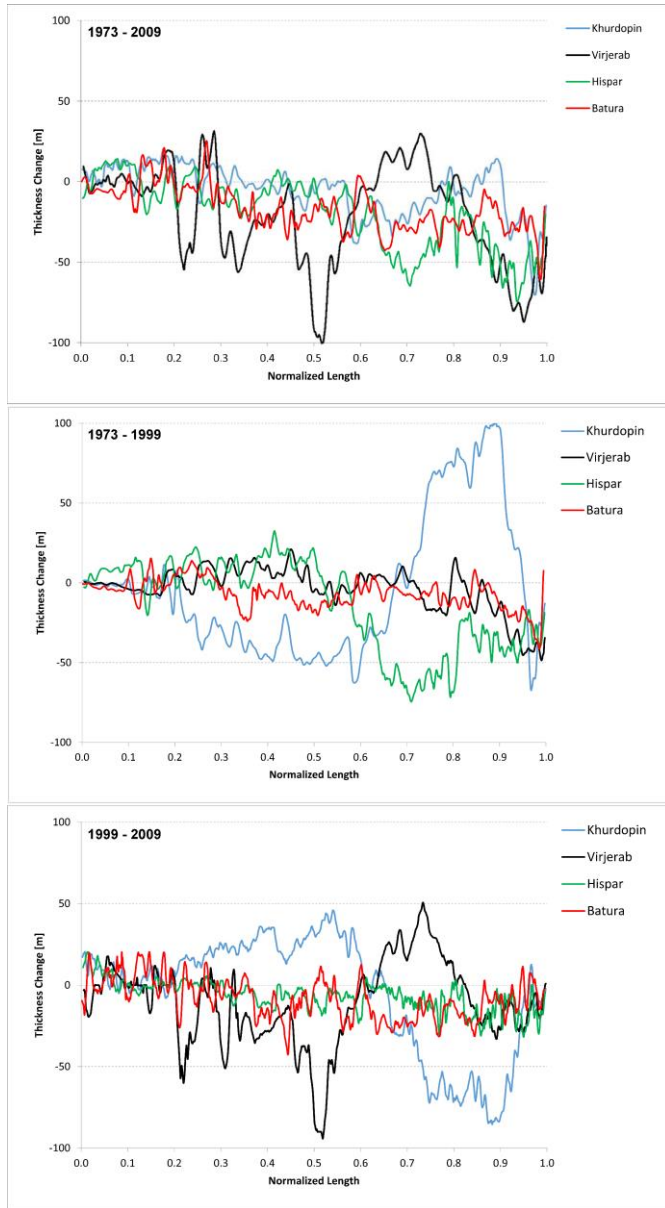 1973 - 2009
Thickness Change [m]
100
50
0
-50
-100
0.0 0.1 0.2 0.3 0.4 0.5 0.6 0.7 0.8 0.9 1.0
Normalized Length
Khurdopin
Virjerab
Hispar
Batura
1973 - 1999
Thickness Change [m]
100
50
0
-50
-100
0.0 0.1 0.2 0.3 0.4 0.5 0.6 0.7 0.8 0.9 1.0
Normalized Length
Khurdopin
Virjerab
Hispar
Batura
1999 - 2009
Thickness Change [m]
100
50
0
-50
-100
0.0 0.1 0.2 0.3 0.4 0.5 0.6 0.7 0.8 0.9 1.0
Normalized Length
Khurdopin
Virjerab
Hispar
Batura